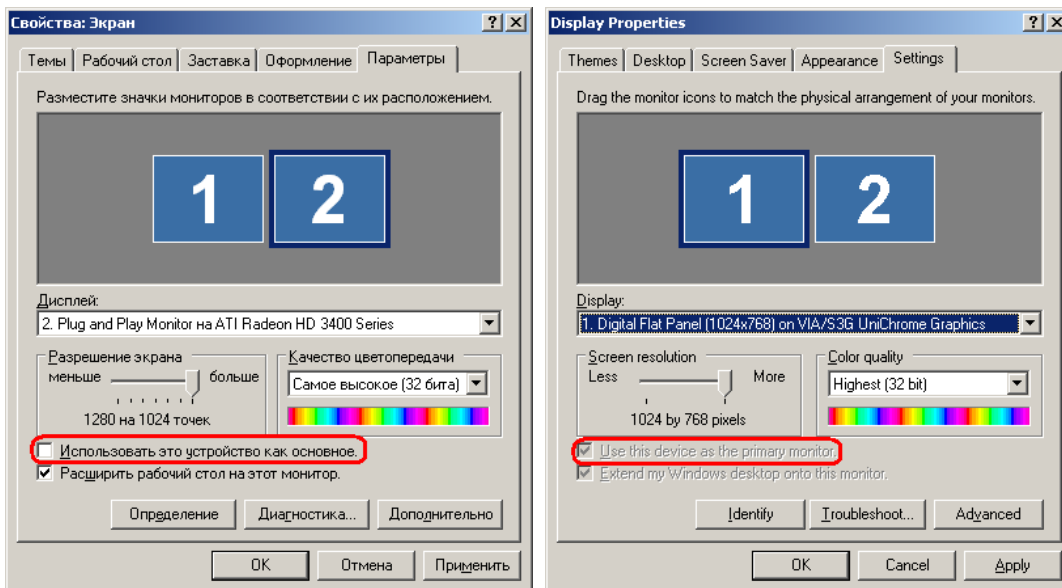 Свойства: Экран
Темы Рабочий стол Заставка Оформление Параметры
Разместите значки мониторов в соответствии с их расположением.
1 2
Дисплей:
2. Plug and Play Monitor на ATI Radeon HD 3400 Series
Разрешение экрана
меньше больше
1280 на 1024 точек
Качество цветопередачи
Самое высокое (32 бита)
Использовать это устройство как основное.
Расширить рабочий стол на этот монитор.
Определение Диагностика... Дополнительно
OK Отмена Применить
Display Properties
Themes Desktop Screen Saver Appearance Settings
Drag the monitor icons to match the physical arrangement of your monitors.
1 2
Display:
1. Digital Flat Panel (1024x768) on VIA/S3G UniChrome Graphics
Screen resolution
Less More
1024 by 768 pixels
Color quality
Highest (32 bit)
Use this device as the primary monitor.
Extend my Windows desktop onto this monitor.
Identify Troubleshoot... Advanced
OK Cancel Apply